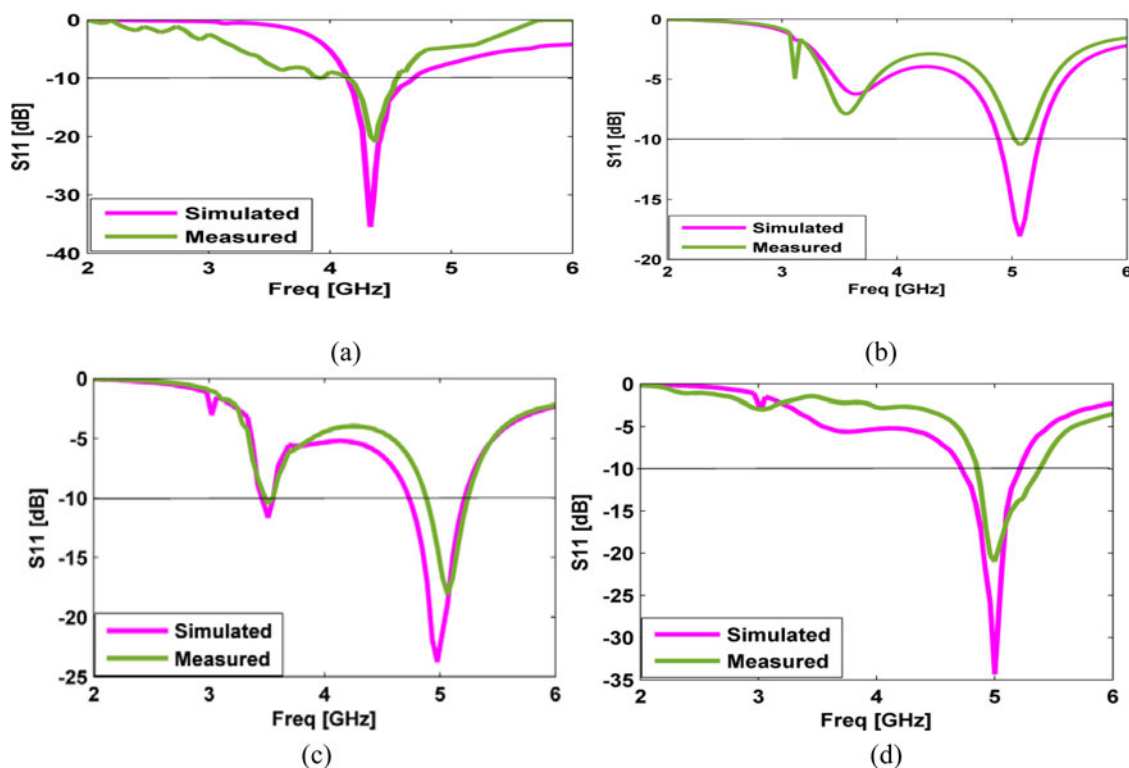 0
-10
-20
-30
-40
S11 [dB]
Simulated
Measured
2 3 4 5 6
Freq [GHz]
(a)
0
-5
-10
-15
-20
S11 [dB]
Simulated
Measured
2 3 4 5 6
Freq [GHz]
(b)
0
-5
-10
-15
-20
-25
S11 [dB]
Simulated
Measured
2 3 4 5 6
Freq [GHz]
(c)
0
-5
-10
-15
-20
-25
-30
-35
S11 [dB]
Simulated
Measured
2 3 4 5 6
Freq [GHz]
(d)